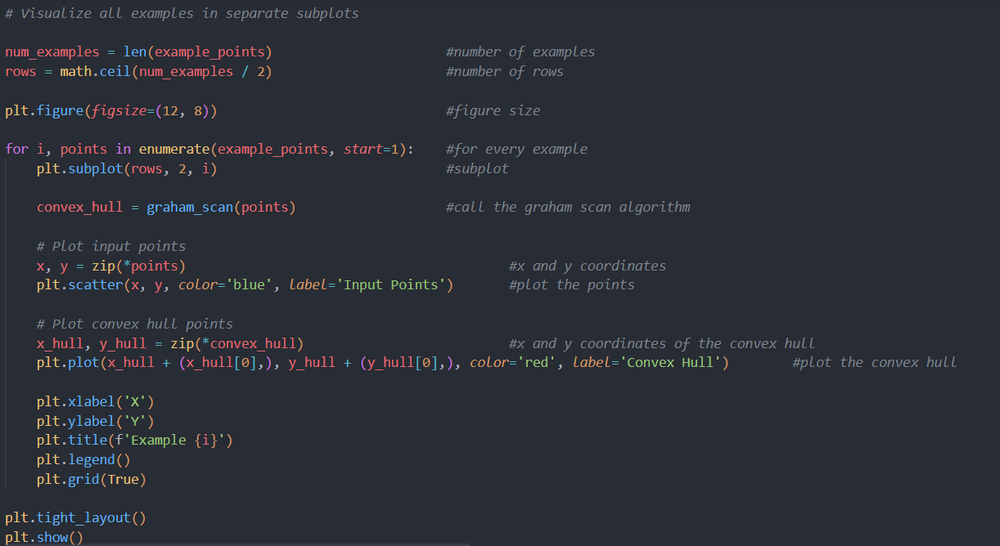 # Visualize all examples in separate subplots
num_examples = len(example_points) #number of examples
rows = math.ceil(num_examples / 2) #number of rows
plt.figure(figsize=(12, 8)) #figure size
for i, points in enumerate(example_points, start=1): #for every example
plt.subplot(rows, 2, i) #subplot
convex_hull = graham_scan(points) #call the graham scan algorithm
# Plot input points
x, y = zip(*points) #x and y coordinates
plt.scatter(x, y, color='blue', label='Input Points') #plot the points
# Plot convex hull points
x_hull, y_hull = zip(*convex_hull) #x and y coordinates of the convex hull
plt.plot(x_hull + (x_hull[0],), y_hull + (y_hull[0],), color='red', label='Convex Hull') #plot the convex hull
plt.xlabel('X')
plt.ylabel('Y')
plt.title(f'Example {i}')
plt.legend()
plt.grid(True)
plt.tight_layout()
plt.show()